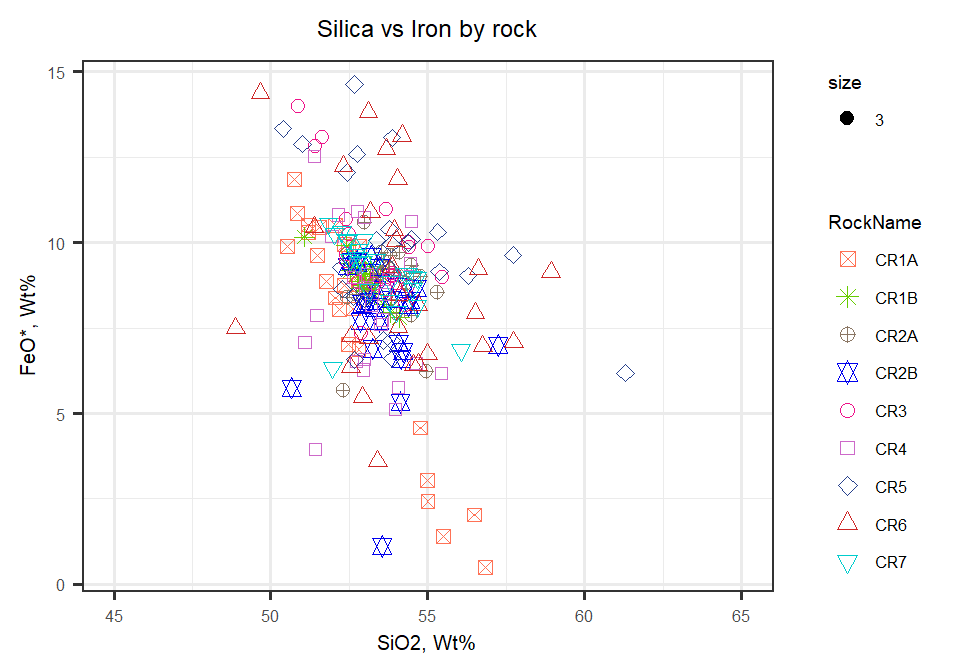 Silica vs Iron by rock
FeO*, Wt%
15
10
5
0
45
50
55
60
65
SiO2, Wt%
size
3
RockName
CR1A
CR1B
CR2A
CR2B
CR3
CR4
CR5
CR6
CR7